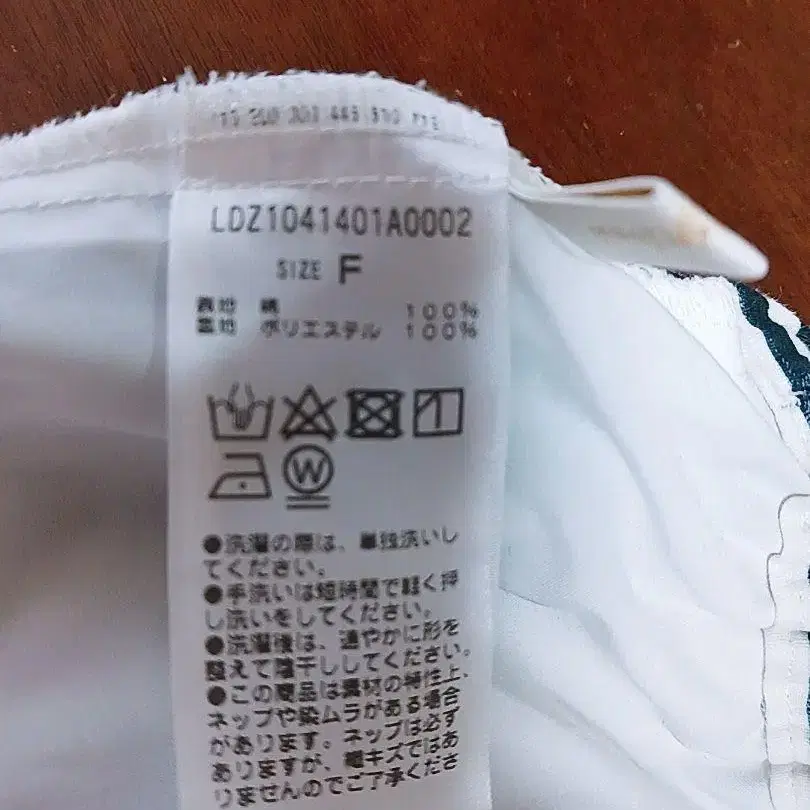 LDZ1041401A0002
SIZE F
表地 綿 100%
裏地 ポリエステル 100%
W
●洗濯の際は、単独洗いし
てください。
●手洗いは短時間で軽く押
し洗いをしてください。
●洗濯後は、速やかに形を
整えて陰干ししてください。
●この商品は素材の特性上、
ネップや染ムラがある場合
があります。ネップは必ず
ありますが、織キズではあ
りませんのでご了承くださ